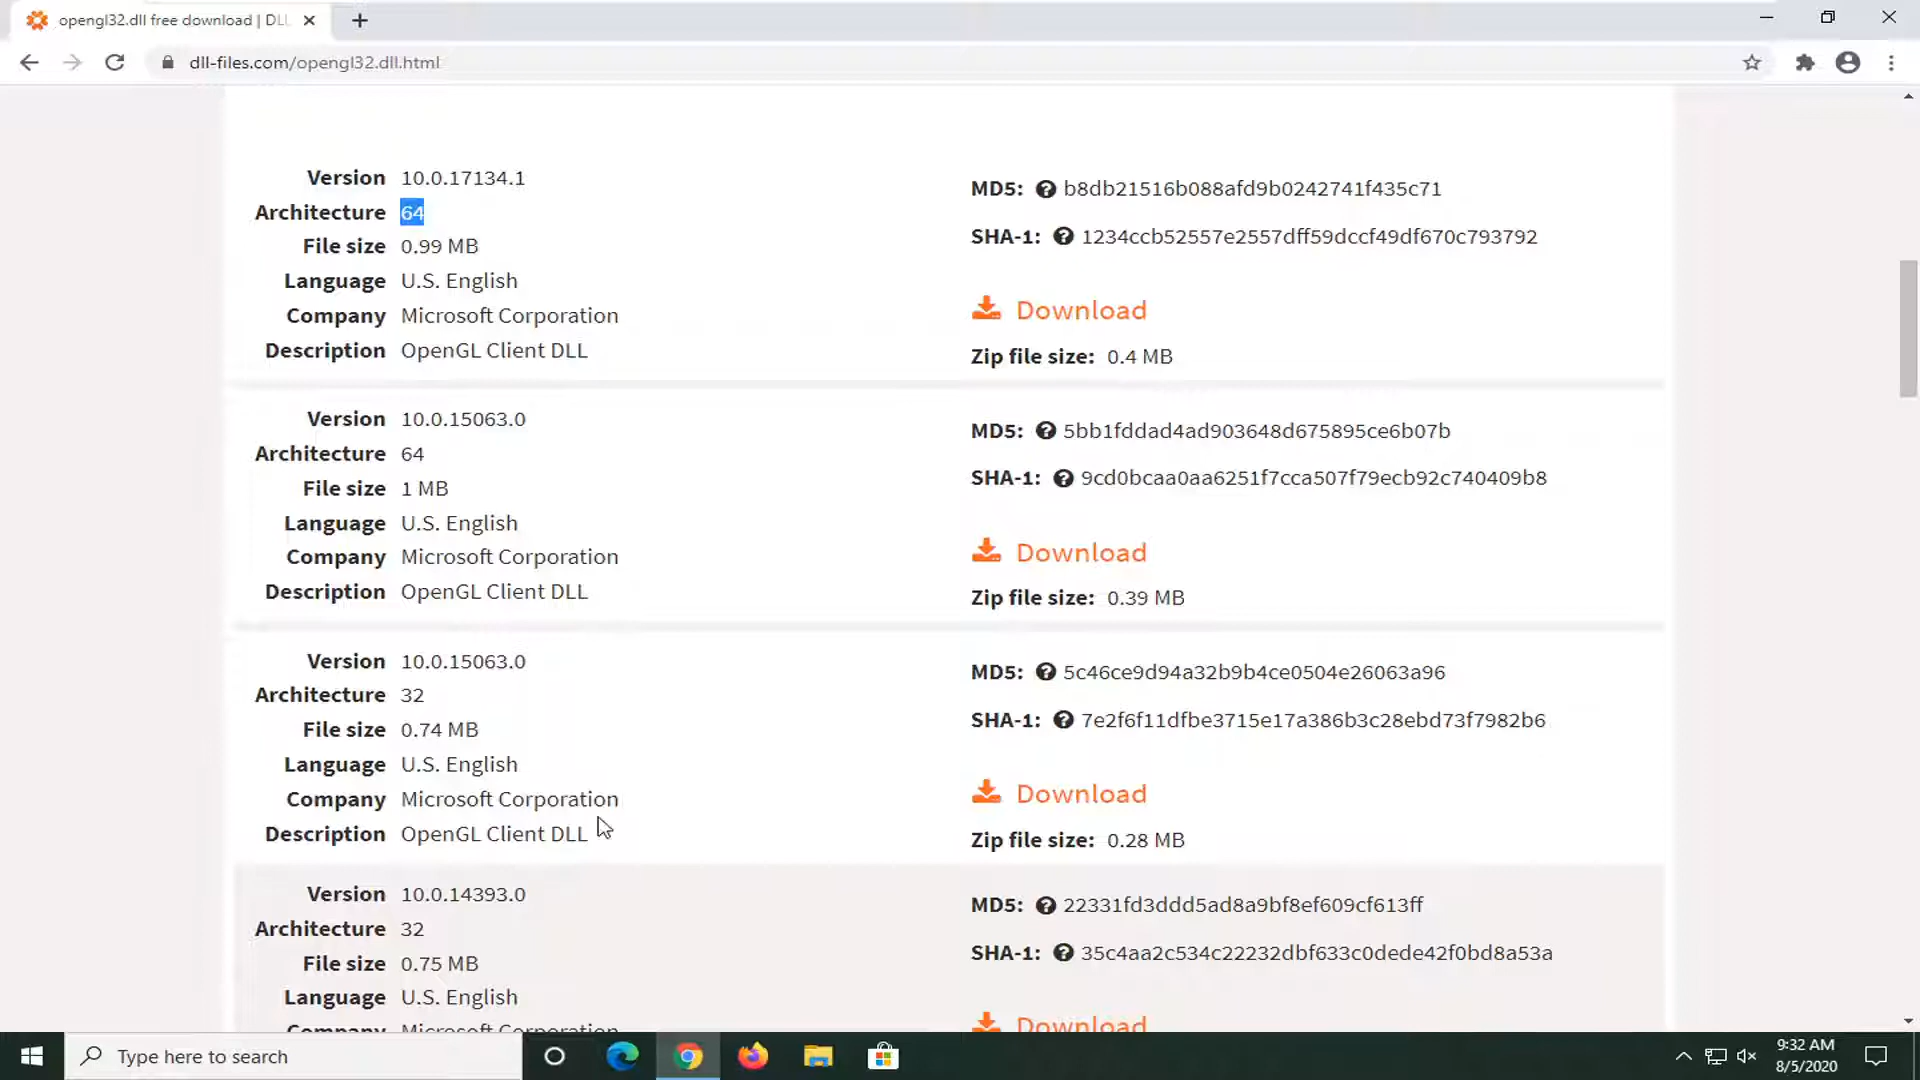 opengl32.dll free download | DLL
dll-files.com/opengl32.dll.html
Version 10.0.17134.1
Architecture 64
File size 0.99 MB
Language U.S. English
Company Microsoft Corporation
Description OpenGL Client DLL
MD5: b8db21516b088afd9b0242741f435c71
SHA-1: 1234ccb52557e2557dff59dccf49df670c793792
Download
Zip file size: 0.4 MB
Version 10.0.15063.0
Architecture 64
File size 1 MB
Language U.S. English
Company Microsoft Corporation
Description OpenGL Client DLL
MD5: 5bb1fddad4ad903648d675895ce6b07b
SHA-1: 9cd0bcaa0aa6251f7cca507f79ecb92c740409b8
Download
Zip file size: 0.39 MB
Version 10.0.15063.0
Architecture 32
File size 0.74 MB
Language U.S. English
Company Microsoft Corporation
Description OpenGL Client DLL
MD5: 5c46ce9d94a32b9b4ce0504e26063a96
SHA-1: 7e2f6f11dfbe3715e17a386b3c28ebd73f7982b6
Download
Zip file size: 0.28 MB
Version 10.0.14393.0
Architecture 32
File size 0.75 MB
Language U.S. English
Company Microsoft Corporation
MD5: 22331fd3ddd5ad8a9bf8ef609cf613ff
SHA-1: 35c4aa2c534c22232dbf633c0dede42f0bd8a53a
Download
Type here to search
9:32 AM
8/5/2020